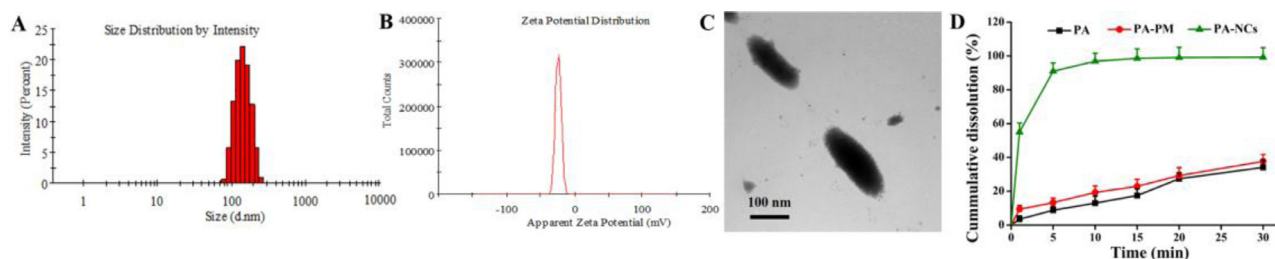 A
Size Distribution by Intensity
Intensity (Percent)
25
20
15
10
5
0
1
10
100
1000
10000
Size (d.nm)
B
Zeta Potential Distribution
Total Counts
400000
300000
200000
100000
0
-100
0
100
200
Apparent Zeta Potential (mV)
C
100 nm
D
PA
PA-PM
PA-NCs
Cummulative dissolution (%)
120
100
80
60
40
20
0
0
5
10
15
20
25
30
Time (min)